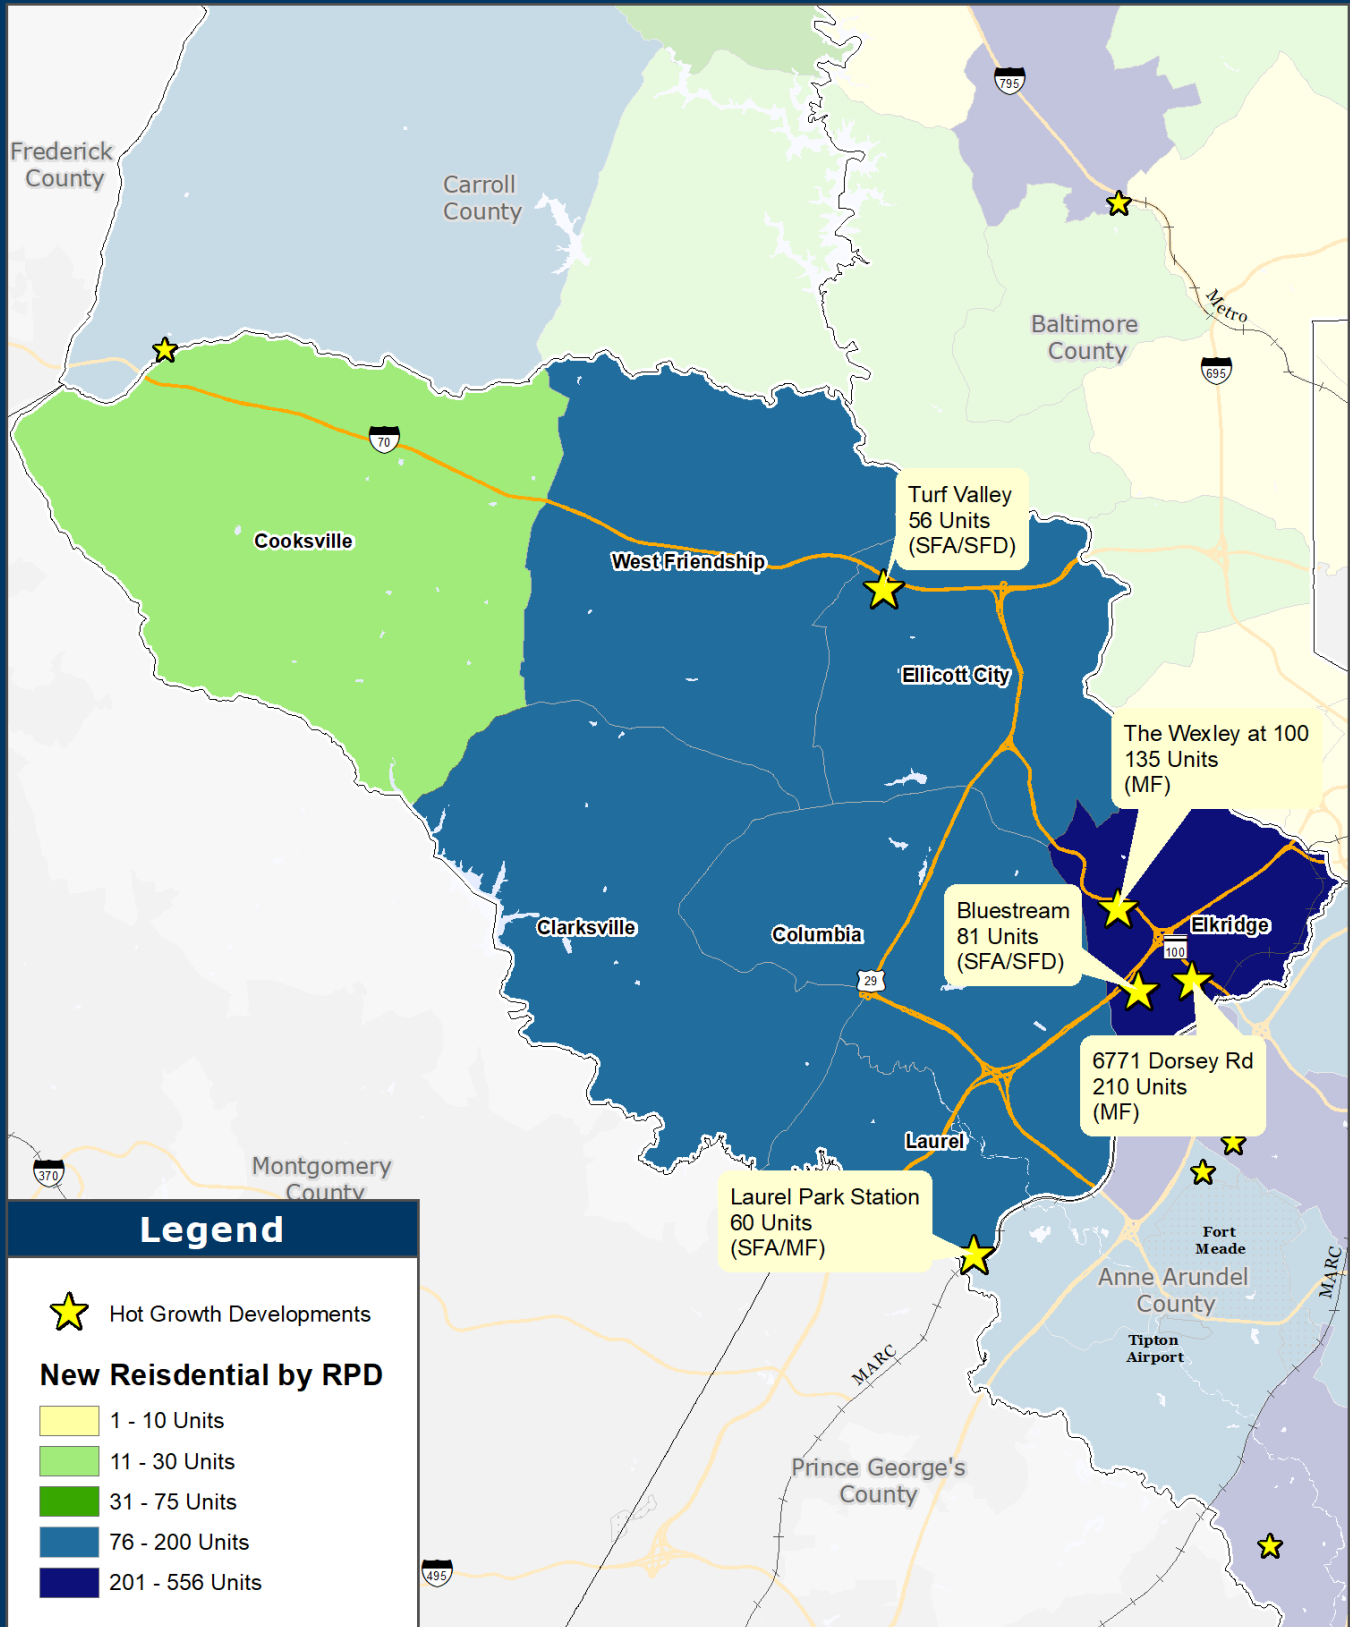 795
Frederick
County
Carroll
County
Metro
Baltimore
County
695
70
Turf Valley
56 Units
(SFA/SFD)
Cooksville
West Friendship
Ellicott City
The Wexley at 100
135 Units
(MF)
Bluestream
81 Units
(SFA/SFD)
Clarksville
Columbia
Elkridge
100
29
6771 Dorsey Rd
210 Units
(MF)
Laurel
Montgomery
County
370
Laurel Park Station
60 Units
(SFA/MF)
Fort
Meade
Anne Arundel
County
MARC
Tipton
Airport
MARC
Prince George's
County
495
Legend
Hot Growth Developments
New Reisdential by RPD
1 - 10 Units
11 - 30 Units
31 - 75 Units
76 - 200 Units
201 - 556 Units